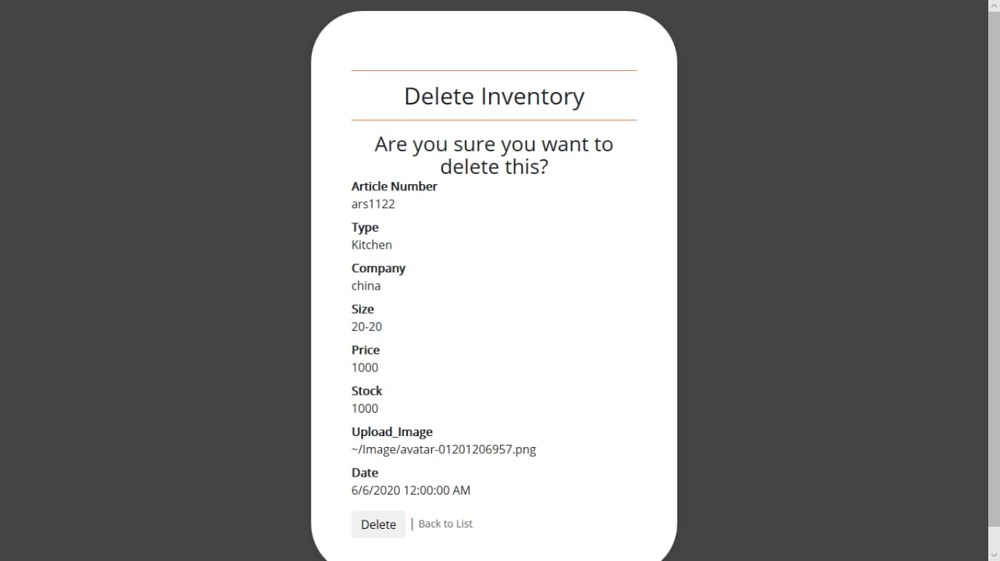 Delete Inventory
Are you sure you want to
delete this?
Article Number
ars1122
Type
Kitchen
Company
china
Size
20-20
Price
1000
Stock
1000
Upload_Image
~/Image/avatar-01201206957.png
Date
6/6/2020 12:00:00 AM
Delete | Back to List